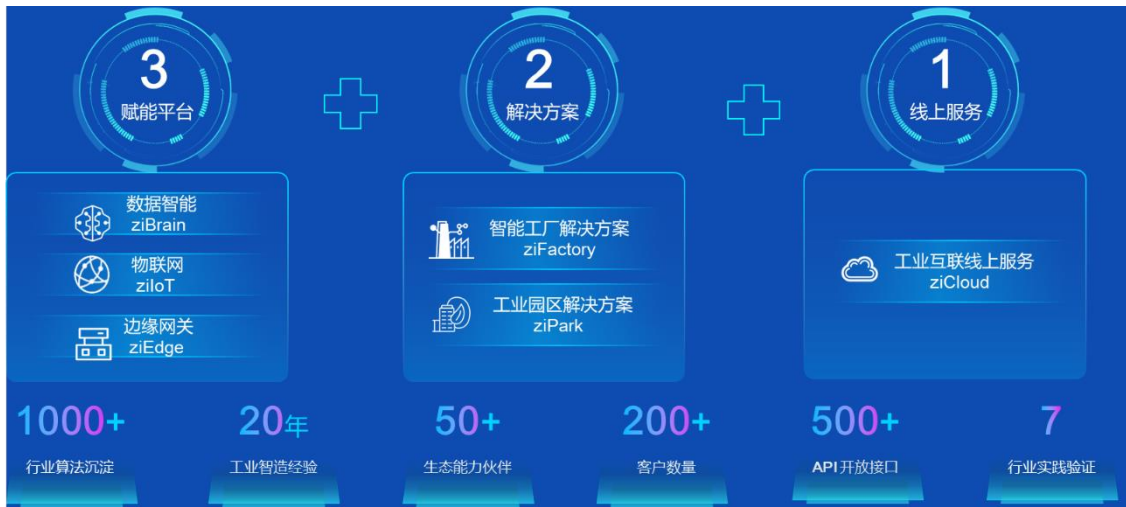 3
赋能平台
2
解决方案
1
线上服务
数据智能
ziBrain
物联网
ziIoT
边缘网关
ziEdge
智能工厂解决方案
ziFactory
工业园区解决方案
ziPark
工业互联线上服务
ziCloud
1000+
行业算法沉淀
20年
工业智造经验
50+
生态能力伙伴
200+
客户数量
500+
API开放接口
7
行业实践验证